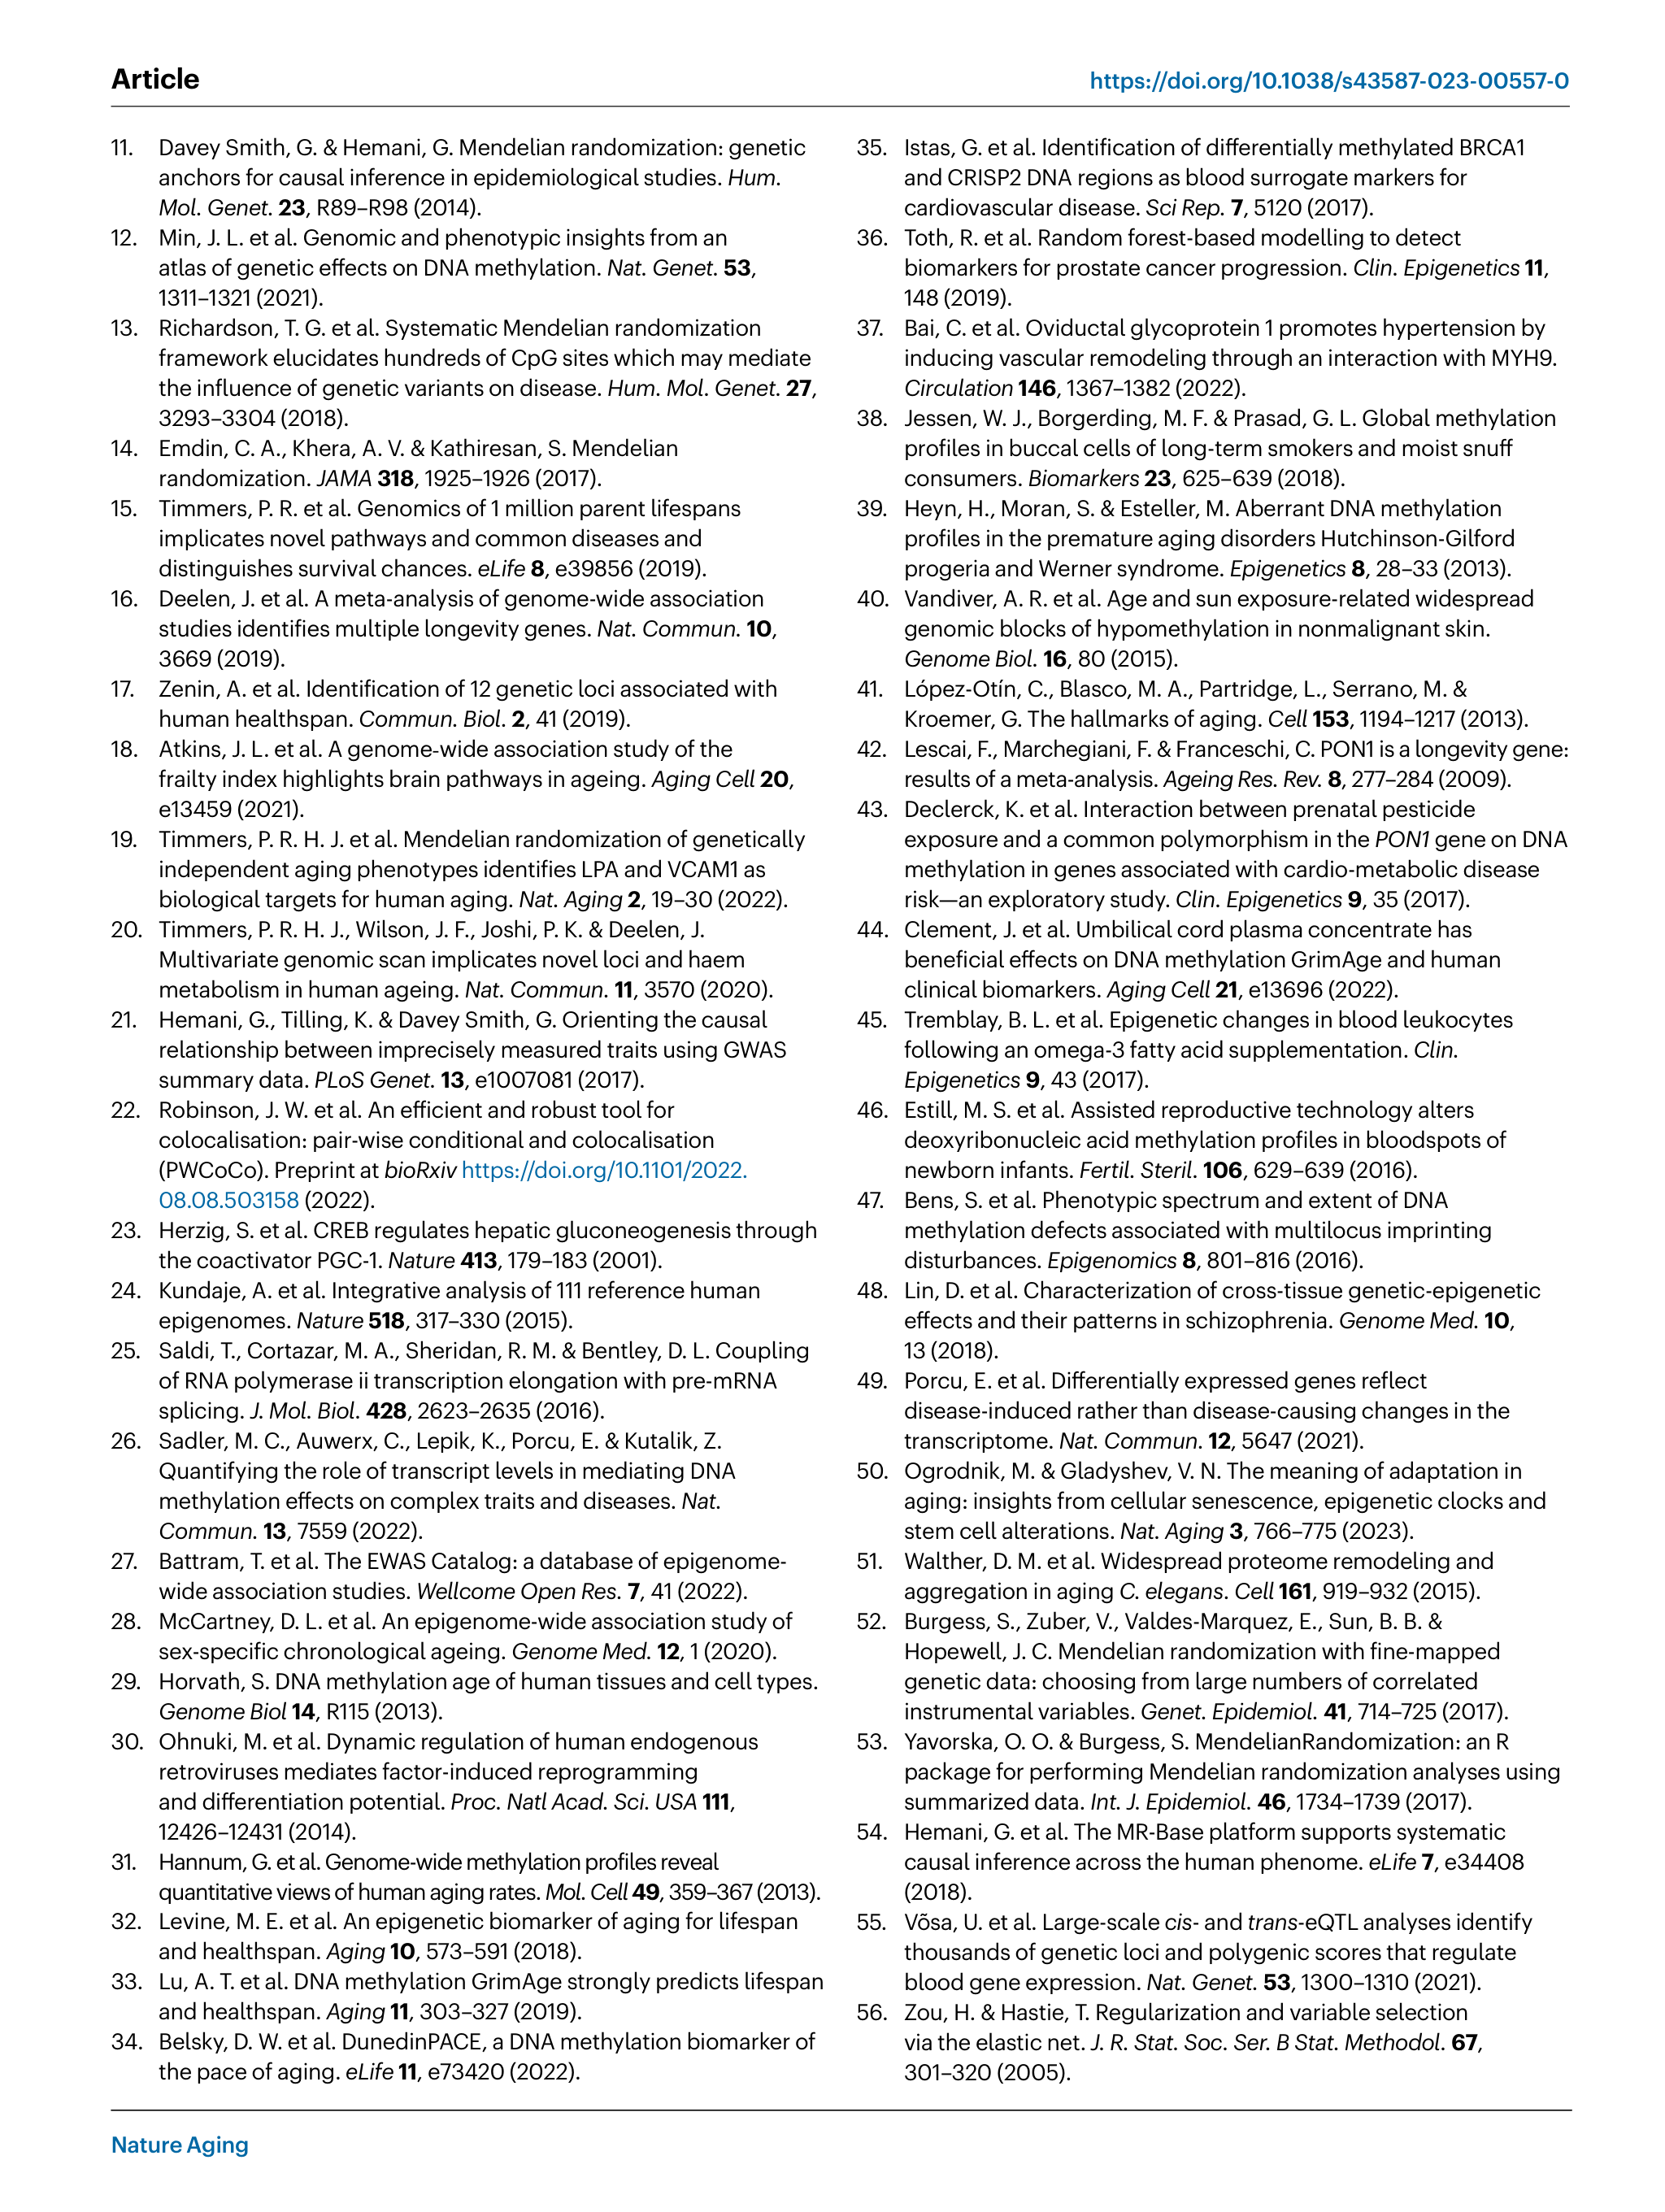 Article
https://doi.org/10.1038/s43587-023-00557-0
11. Davey Smith, G. & Hemani, G. Mendelian randomization: genetic
anchors for causal inference in epidemiological studies. Hum.
Mol. Genet. 23, R89–R98 (2014).
12. Min, J. L. et al. Genomic and phenotypic insights from an
atlas of genetic effects on DNA methylation. Nat. Genet. 53,
1311–1321 (2021).
13. Richardson, T. G. et al. Systematic Mendelian randomization
framework elucidates hundreds of CpG sites which may mediate
the influence of genetic variants on disease. Hum. Mol. Genet. 27,
3293–3304 (2018).
14. Emdin, C. A., Khera, A. V. & Kathiresan, S. Mendelian
randomization. JAMA 318, 1925–1926 (2017).
15. Timmers, P. R. et al. Genomics of 1 million parent lifespans
implicates novel pathways and common diseases and
distinguishes survival chances. eLife 8, e39856 (2019).
16. Deelen, J. et al. A meta-analysis of genome-wide association
studies identifies multiple longevity genes. Nat. Commun. 10,
3669 (2019).
17. Zenin, A. et al. Identification of 12 genetic loci associated with
human healthspan. Commun. Biol. 2, 41 (2019).
18. Atkins, J. L. et al. A genome-wide association study of the
frailty index highlights brain pathways in ageing. Aging Cell 20,
e13459 (2021).
19. Timmers, P. R. H. J. et al. Mendelian randomization of genetically
independent aging phenotypes identifies LPA and VCAM1 as
biological targets for human aging. Nat. Aging 2, 19–30 (2022).
20. Timmers, P. R. H. J., Wilson, J. F., Joshi, P. K. & Deelen, J.
Multivariate genomic scan implicates novel loci and haem
metabolism in human ageing. Nat. Commun. 11, 3570 (2020).
21. Hemani, G., Tilling, K. & Davey Smith, G. Orienting the causal
relationship between imprecisely measured traits using GWAS
summary data. PLoS Genet. 13, e1007081 (2017).
22. Robinson, J. W. et al. An efficient and robust tool for
colocalisation: pair-wise conditional and colocalisation
(PWCoCo). Preprint at bioRxiv https://doi.org/10.1101/2022.
08.08.503158 (2022).
23. Herzig, S. et al. CREB regulates hepatic gluconeogenesis through
the coactivator PGC-1. Nature 413, 179–183 (2001).
24. Kundaje, A. et al. Integrative analysis of 111 reference human
epigenomes. Nature 518, 317–330 (2015).
25. Saldi, T., Cortazar, M. A., Sheridan, R. M. & Bentley, D. L. Coupling
of RNA polymerase ii transcription elongation with pre-mRNA
splicing. J. Mol. Biol. 428, 2623–2635 (2016).
26. Sadler, M. C., Auwerx, C., Lepik, K., Porcu, E. & Kutalik, Z.
Quantifying the role of transcript levels in mediating DNA
methylation effects on complex traits and diseases. Nat.
Commun. 13, 7559 (2022).
27. Battram, T. et al. The EWAS Catalog: a database of epigenome-
wide association studies. Wellcome Open Res. 7, 41 (2022).
28. McCartney, D. L. et al. An epigenome-wide association study of
sex-specific chronological ageing. Genome Med. 12, 1 (2020).
29. Horvath, S. DNA methylation age of human tissues and cell types.
Genome Biol 14, R115 (2013).
30. Ohnuki, M. et al. Dynamic regulation of human endogenous
retroviruses mediates factor-induced reprogramming
and differentiation potential. Proc. Natl Acad. Sci. USA 111,
12426–12431 (2014).
31. Hannum, G. et al. Genome-wide methylation profiles reveal
quantitative views of human aging rates. Mol. Cell 49, 359–367 (2013).
32. Levine, M. E. et al. An epigenetic biomarker of aging for lifespan
and healthspan. Aging 10, 573–591 (2018).
33. Lu, A. T. et al. DNA methylation GrimAge strongly predicts lifespan
and healthspan. Aging 11, 303–327 (2019).
34. Belsky, D. W. et al. DunedinPACE, a DNA methylation biomarker of
the pace of aging. eLife 11, e73420 (2022).
35. Istas, G. et al. Identification of differentially methylated BRCA1
and CRISP2 DNA regions as blood surrogate markers for
cardiovascular disease. Sci Rep. 7, 5120 (2017).
36. Toth, R. et al. Random forest-based modelling to detect
biomarkers for prostate cancer progression. Clin. Epigenetics 11,
148 (2019).
37. Bai, C. et al. Oviductal glycoprotein 1 promotes hypertension by
inducing vascular remodeling through an interaction with MYH9.
Circulation 146, 1367–1382 (2022).
38. Jessen, W. J., Borgerding, M. F. & Prasad, G. L. Global methylation
profiles in buccal cells of long-term smokers and moist snuff
consumers. Biomarkers 23, 625–639 (2018).
39. Heyn, H., Moran, S. & Esteller, M. Aberrant DNA methylation
profiles in the premature aging disorders Hutchinson-Gilford
progeria and Werner syndrome. Epigenetics 8, 28–33 (2013).
40. Vandiver, A. R. et al. Age and sun exposure-related widespread
genomic blocks of hypomethylation in nonmalignant skin.
Genome Biol. 16, 80 (2015).
41. López-Otín, C., Blasco, M. A., Partridge, L., Serrano, M. &
Kroemer, G. The hallmarks of aging. Cell 153, 1194–1217 (2013).
42. Lescai, F., Marchegiani, F. & Franceschi, C. PON1 is a longevity gene:
results of a meta-analysis. Ageing Res. Rev. 8, 277–284 (2009).
43. Declerck, K. et al. Interaction between prenatal pesticide
exposure and a common polymorphism in the PON1 gene on DNA
methylation in genes associated with cardio-metabolic disease
risk—an exploratory study. Clin. Epigenetics 9, 35 (2017).
44. Clement, J. et al. Umbilical cord plasma concentrate has
beneficial effects on DNA methylation GrimAge and human
clinical biomarkers. Aging Cell 21, e13696 (2022).
45. Tremblay, B. L. et al. Epigenetic changes in blood leukocytes
following an omega-3 fatty acid supplementation. Clin.
Epigenetics 9, 43 (2017).
46. Estill, M. S. et al. Assisted reproductive technology alters
deoxyribonucleic acid methylation profiles in bloodspots of
newborn infants. Fertil. Steril. 106, 629–639 (2016).
47. Bens, S. et al. Phenotypic spectrum and extent of DNA
methylation defects associated with multilocus imprinting
disturbances. Epigenomics 8, 801–816 (2016).
48. Lin, D. et al. Characterization of cross-tissue genetic-epigenetic
effects and their patterns in schizophrenia. Genome Med. 10,
13 (2018).
49. Porcu, E. et al. Differentially expressed genes reflect
disease-induced rather than disease-causing changes in the
transcriptome. Nat. Commun. 12, 5647 (2021).
50. Ogrodnik, M. & Gladyshev, V. N. The meaning of adaptation in
aging: insights from cellular senescence, epigenetic clocks and
stem cell alterations. Nat. Aging 3, 766–775 (2023).
51. Walther, D. M. et al. Widespread proteome remodeling and
aggregation in aging C. elegans. Cell 161, 919–932 (2015).
52. Burgess, S., Zuber, V., Valdes-Marquez, E., Sun, B. B. &
Hopewell, J. C. Mendelian randomization with fine-mapped
genetic data: choosing from large numbers of correlated
instrumental variables. Genet. Epidemiol. 41, 714–725 (2017).
53. Yavorska, O. O. & Burgess, S. MendelianRandomization: an R
package for performing Mendelian randomization analyses using
summarized data. Int. J. Epidemiol. 46, 1734–1739 (2017).
54. Hemani, G. et al. The MR-Base platform supports systematic
causal inference across the human phenome. eLife 7, e34408
(2018).
55. Võsa, U. et al. Large-scale cis- and trans-eQTL analyses identify
thousands of genetic loci and polygenic scores that regulate
blood gene expression. Nat. Genet. 53, 1300–1310 (2021).
56. Zou, H. & Hastie, T. Regularization and variable selection
via the elastic net. J. R. Stat. Soc. Ser. B Stat. Methodol. 67,
301–320 (2005).
Nature Aging